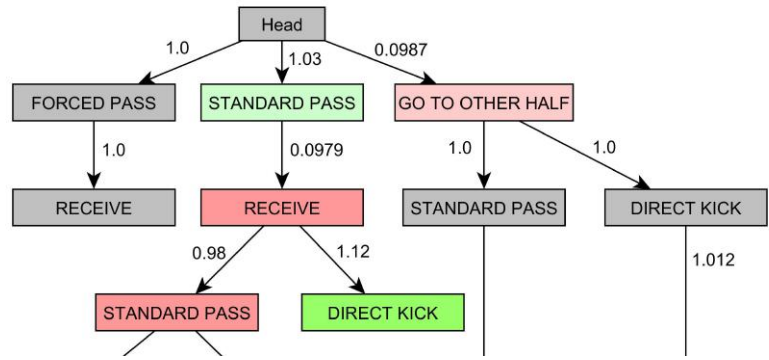 Head
1.0
1.03
0.0987
FORCED PASS
STANDARD PASS
GO TO OTHER HALF
1.0
0.0979
1.0
1.0
RECEIVE
RECEIVE
STANDARD PASS
DIRECT KICK
0.98
1.12
1.012
STANDARD PASS
DIRECT KICK